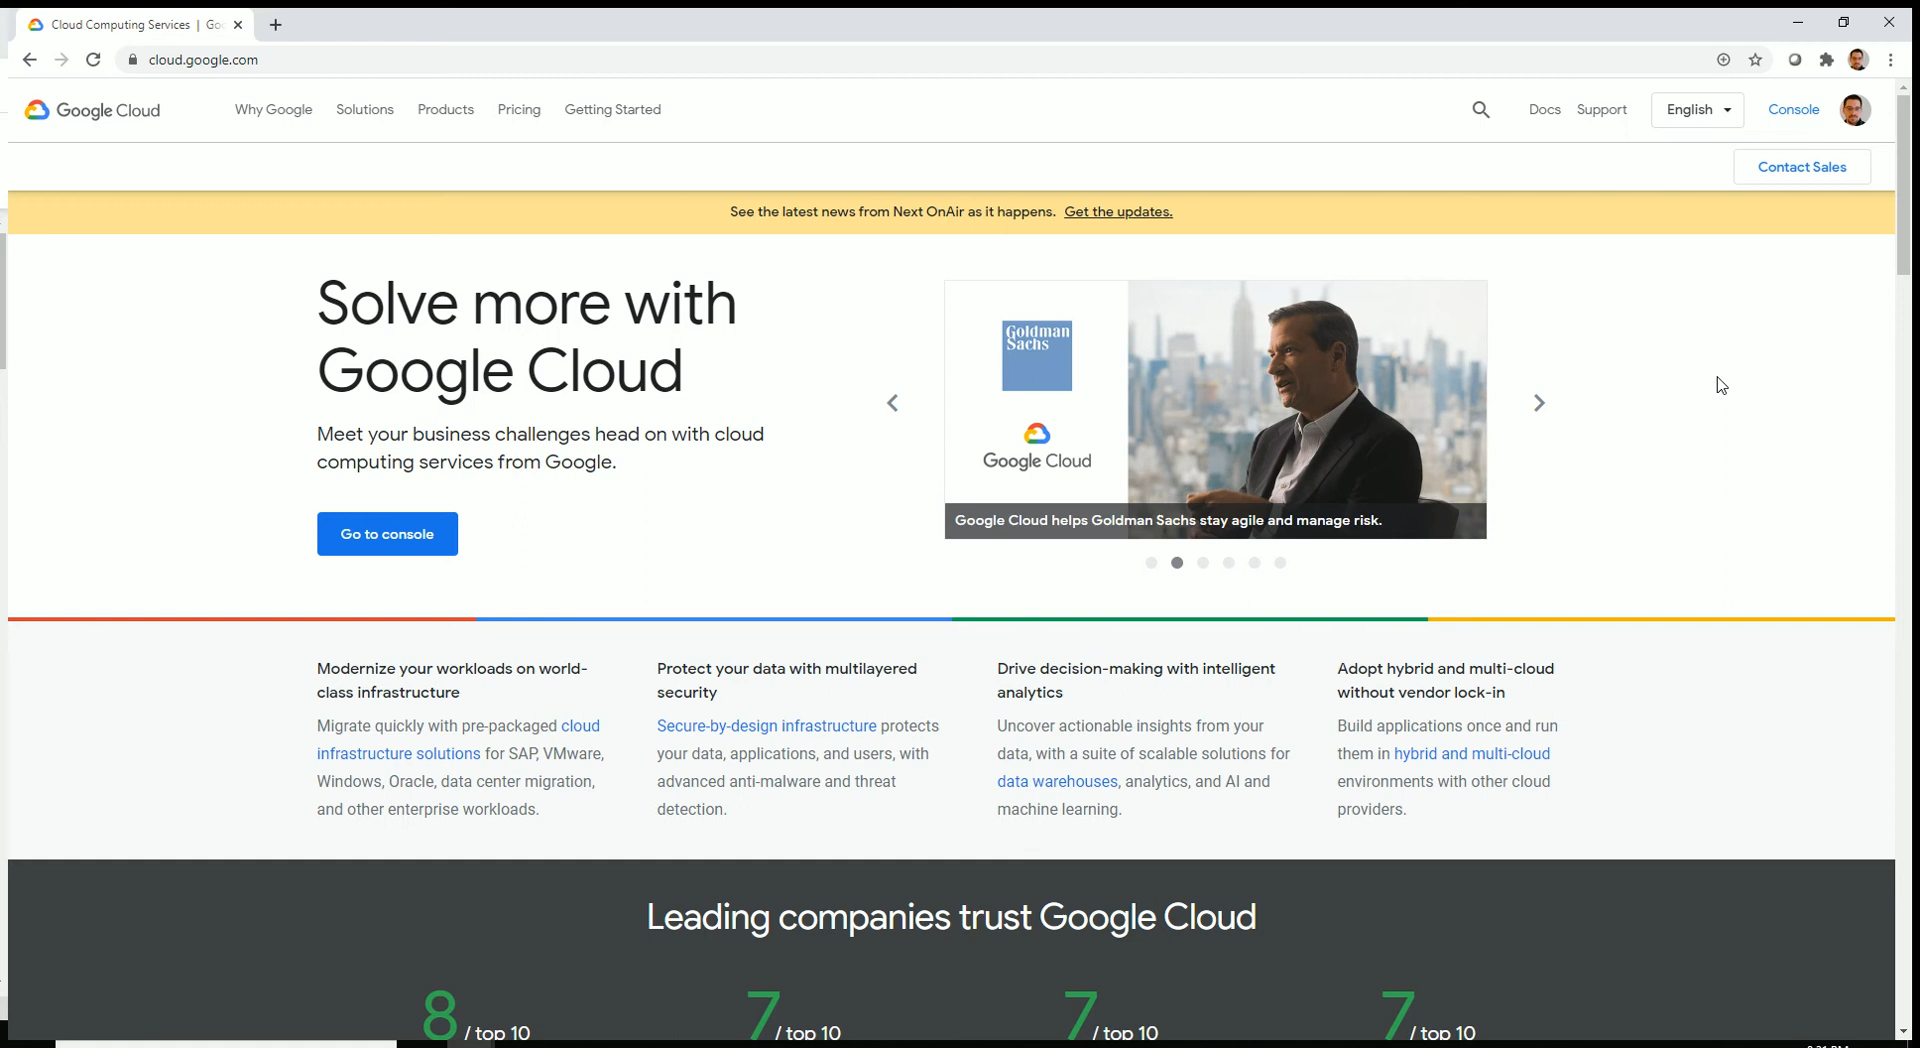 Cloud Computing Services | Goo
cloud.google.com
Google Cloud
Why Google
Solutions
Products
Pricing
Getting Started
Docs
Support
English
Console
Contact Sales
See the latest news from Next OnAir as it happens. Get the updates.
Solve more with
Google Cloud
Meet your business challenges head on with cloud
computing services from Google.
Go to console
Goldman
Sachs
Google Cloud
Google Cloud helps Goldman Sachs stay agile and manage risk.
Modernize your workloads on world-
class infrastructure
Migrate quickly with pre-packaged cloud
infrastructure solutions for SAP, VMware,
Windows, Oracle, data center migration,
and other enterprise workloads.
Protect your data with multilayered
security
Secure-by-design infrastructure protects
your data, applications, and users, with
advanced anti-malware and threat
detection.
Drive decision-making with intelligent
analytics
Uncover actionable insights from your
data, with a suite of scalable solutions for
data warehouses, analytics, and AI and
machine learning.
Adopt hybrid and multi-cloud
without vendor lock-in
Build applications once and run
them in hybrid and multi-cloud
environments with other cloud
providers.
Leading companies trust Google Cloud
8 / top 10
7 / top 10
7 / top 10
7 / top 10